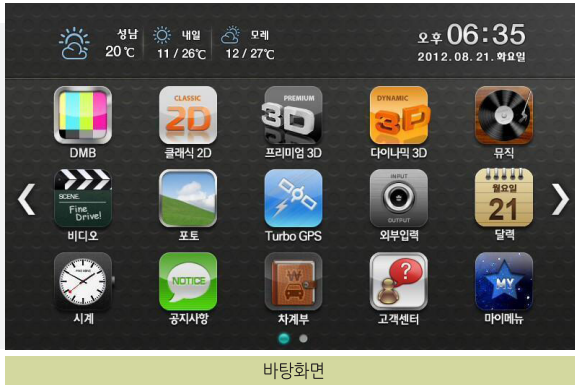 성남 내일 모레
20℃ 11 / 26℃ 12 / 27℃
오후 06:35
2012. 08. 21. 화요일
CLASSIC 2D
PREMIUM 3D
DYNAMIC 3D
DMB 클래식 2D 프리미엄 3D 다이나믹 3D 뮤직
SCENE
Fine Drive!
INPUT
OUTPUT
월요일
21
비디오 포토 Turbo GPS 외부입력 달력
NOTICE
W
?
MY
시계 공지사항 차계부 고객센터 마이메뉴
바탕화면